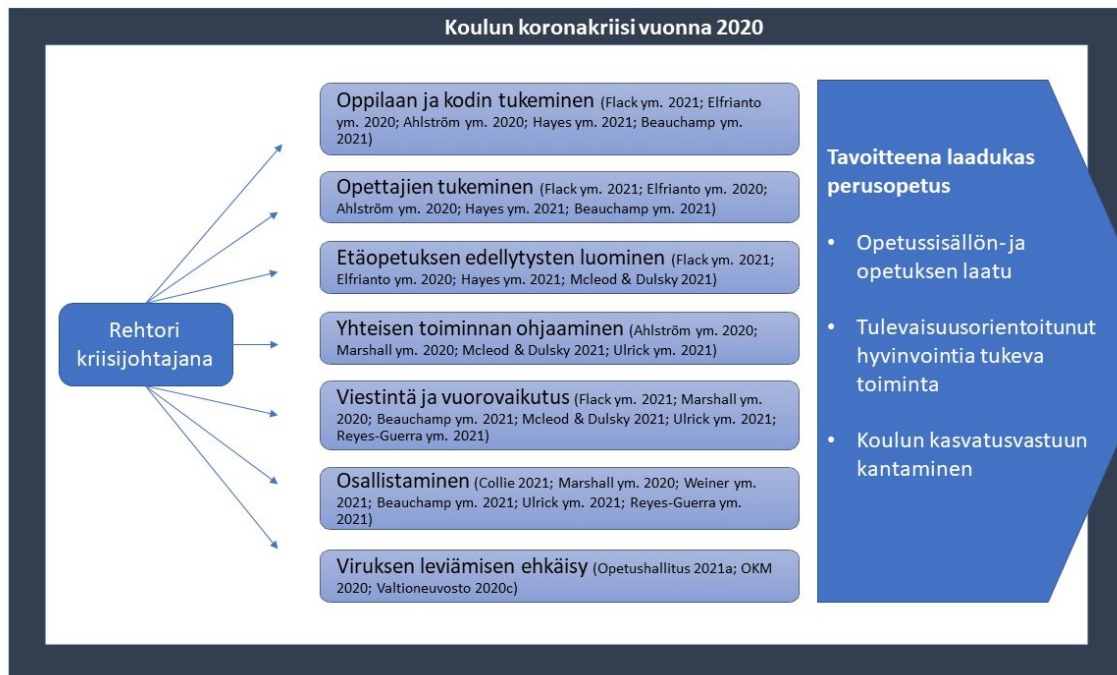 Koulun koronakriisi vuonna 2020
Rehtori
kriisijohtajana
Oppilaan ja kodin tukeminen (Flack ym. 2021; Elfrianto
ym. 2020; Ahlström ym. 2020; Hayes ym. 2021; Beauchamp ym.
2021)
Opettajien tukeminen (Flack ym. 2021; Elfrianto ym. 2020;
Ahlström ym. 2020; Hayes ym. 2021; Beauchamp ym. 2021)
Etäopetuksen edellytysten luominen (Flack ym. 2021;
Elfrianto ym. 2020; Hayes ym. 2021; Mcleod & Dulsky 2021)
Yhteisen toiminnan ohjaaminen (Ahlström ym. 2020;
Marshall ym. 2020; Mcleod & Dulsky 2021; Ulrick ym. 2021)
Viestintä ja vuorovaikutus (Flack ym. 2021; Marshall ym.
2020; Beauchamp ym. 2021; Mcleod & Dulsky 2021; Ulrick ym. 2021;
Reyes-Guerra ym. 2021)
Osallistaminen (Collie 2021; Marshall ym. 2020; Weiner ym.
2021; Beauchamp ym. 2021; Ulrick ym. 2021; Reyes-Guerra ym.
2021)
Viruksen leviämisen ehkäisy (Opetushallitus 2021a; OKM
2020; Valtioneuvosto 2020c)
Tavoitteena laadukas
perusopetus
• Opetussisällön- ja
opetuksen laatu
• Tulevaisuusorientoitunut
hyvinvointia tukeva
toiminta
• Koulun kasvatusvastuun
kantaminen